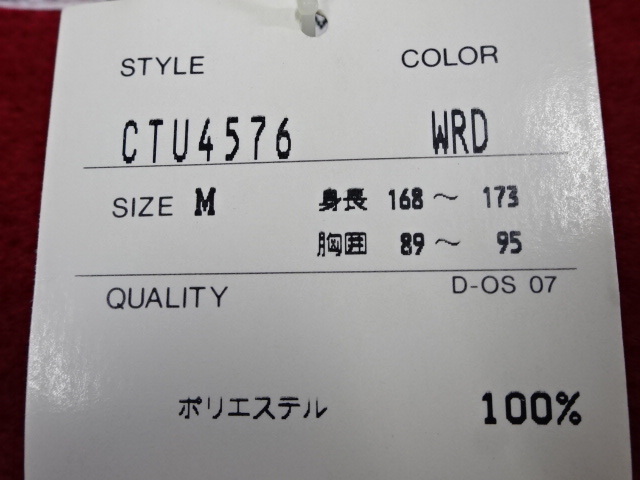 STYLE COLOR
CTU4576 WRD
SIZE M 身長 168～ 173
胸囲 89～ 95
QUALITY D-OS 07
ポリエステル 100%